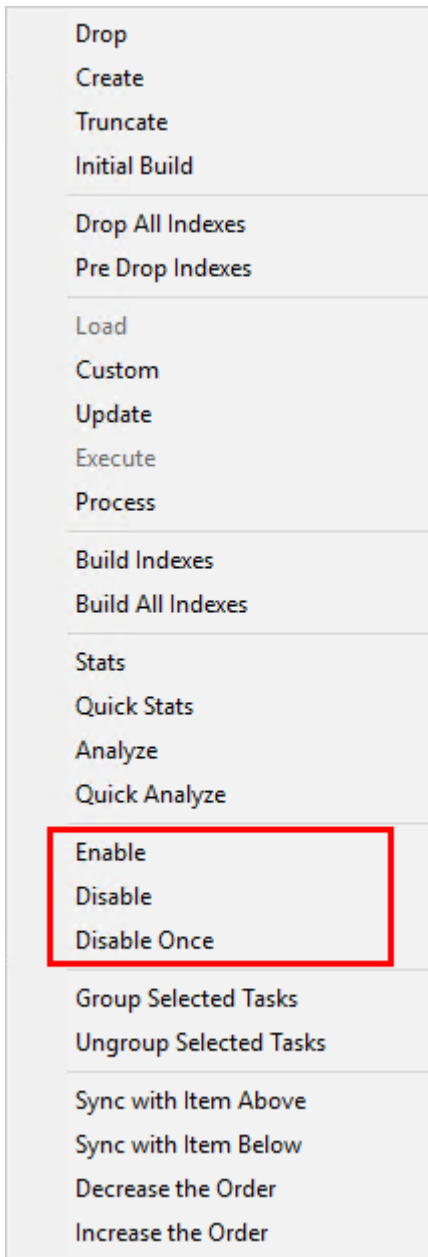 Drop
Create
Truncate
Initial Build
Drop All Indexes
Pre Drop Indexes
Load
Custom
Update
Execute
Process
Build Indexes
Build All Indexes
Stats
Quick Stats
Analyze
Quick Analyze
Enable
Disable
Disable Once
Group Selected Tasks
Ungroup Selected Tasks
Sync with Item Above
Sync with Item Below
Decrease the Order
Increase the Order